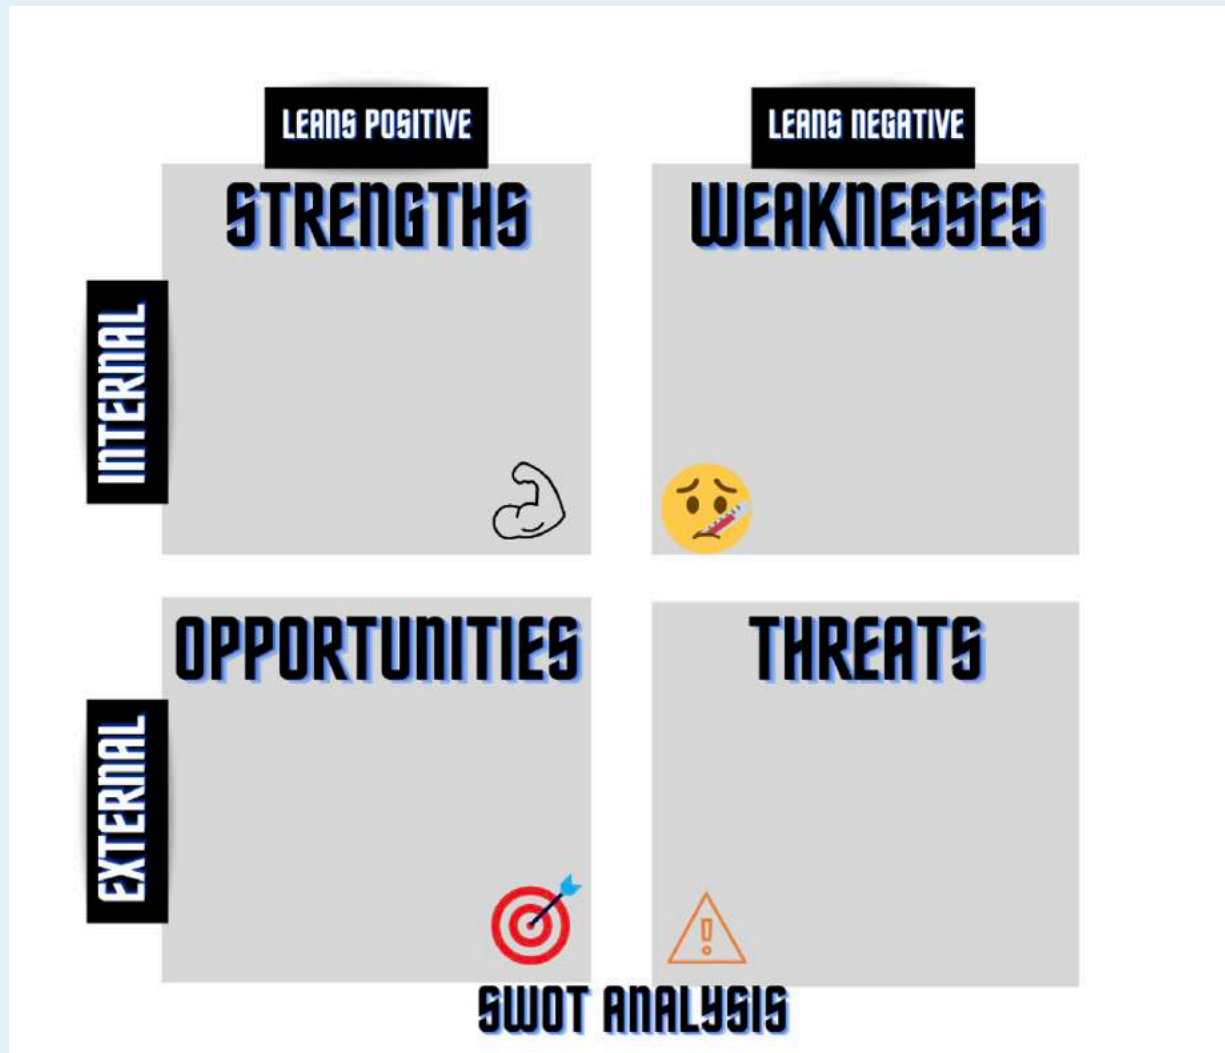 LEANS POSITIVE
LEANS NEGATIVE
STRENGTHS
WEAKNESSES
INTERNAL
OPPORTUNITIES
THREATS
EXTERNAL
!
SWOT ANALYSIS